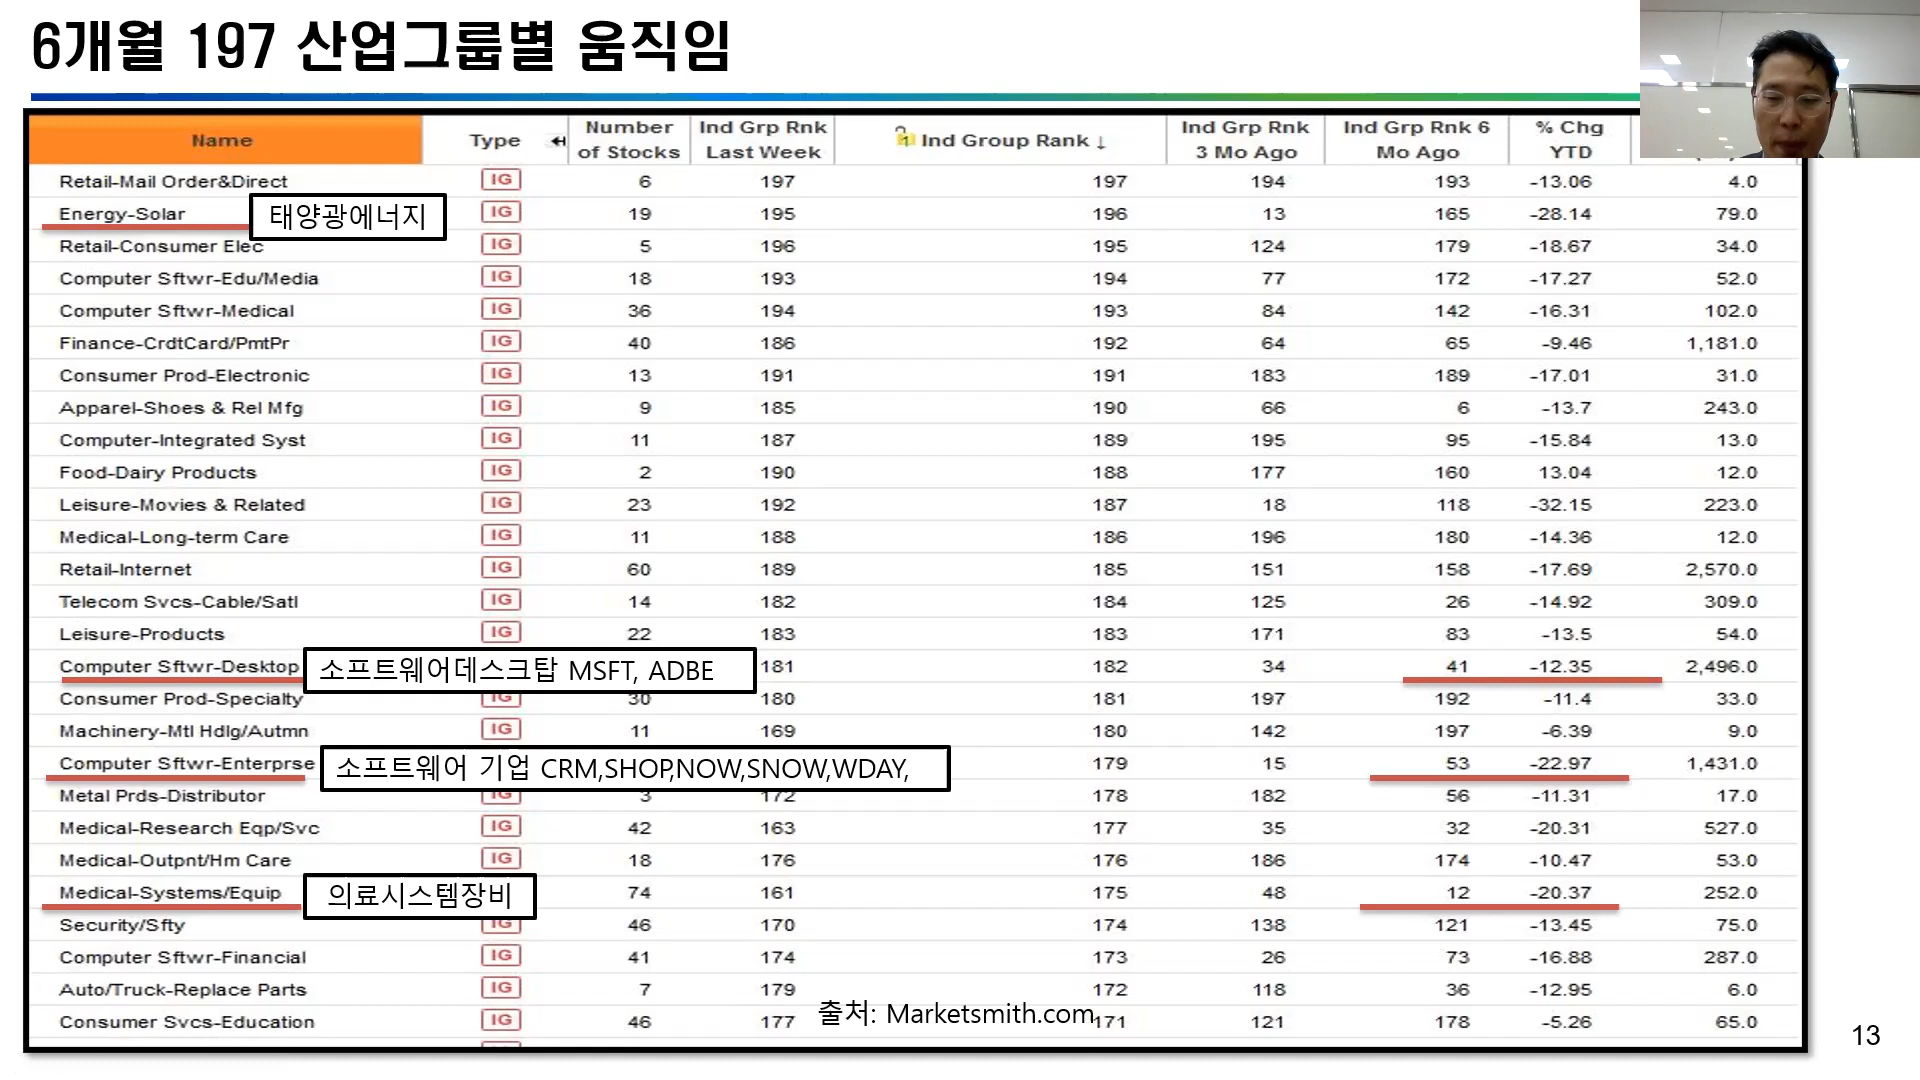 6개월 197 산업그룹별 움직임
Name Type Number of Stocks Ind Grp Rnk Last Week Ind Group Rank ↓ Ind Grp Rnk 3 Mo Ago Ind Grp Rnk 6 Mo Ago % Chg YTD
Retail-Mail Order&Direct IG 6 197 197 194 193 -13.06 4.0
Energy-Solar 태양광에너지 IG 19 195 196 13 165 -28.14 79.0
Retail-Consumer Elec IG 5 196 195 124 179 -18.67 34.0
Computer Sftwr-Edu/Media IG 18 193 194 77 172 -17.27 52.0
Computer Sftwr-Medical IG 36 194 193 84 142 -16.31 102.0
Finance-CrdtCard/PmtPr IG 40 186 192 64 65 -9.46 1,181.0
Consumer Prod-Electronic IG 13 191 191 183 189 -17.01 31.0
Apparel-Shoes & Rel Mfg IG 9 185 190 66 6 -13.7 243.0
Computer-Integrated Syst IG 11 187 189 195 95 -15.84 13.0
Food-Dairy Products IG 2 190 188 177 160 13.04 12.0
Leisure-Movies & Related IG 23 192 187 18 118 -32.15 223.0
Medical-Long-term Care IG 11 188 186 196 180 -14.36 12.0
Retail-Internet IG 60 189 185 151 158 -17.69 2,570.0
Telecom Svcs-Cable/Satl IG 14 182 184 125 26 -14.92 309.0
Leisure-Products IG 22 183 183 171 83 -13.5 54.0
Computer Sftwr-Desktop 소프트웨어데스크탑 MSFT, ADBE 181 182 34 41 -12.35 2,496.0
Consumer Prod-Specialty IG 30 180 181 197 192 -11.4 33.0
Machinery-Mtl Hdlg/Autmn IG 11 169 180 142 197 -6.39 9.0
Computer Sftwr-Enterprse 소프트웨어 기업 CRM,SHOP,NOW,SNOW,WDAY, 179 15 53 -22.97 1,431.0
Metal Prds-Distributor IG 3 172 178 182 56 -11.31 17.0
Medical-Research Eqp/Svc IG 42 163 177 35 32 -20.31 527.0
Medical-Outpnt/Hm Care IG 18 176 176 186 174 -10.47 53.0
Medical-Systems/Equip 의료시스템장비 74 161 175 48 12 -20.37 252.0
Security/Sfty IG 46 170 174 138 121 -13.45 75.0
Computer Sftwr-Financial IG 41 174 173 26 73 -16.88 287.0
Auto/Truck-Replace Parts IG 7 179 172 118 36 -12.95 6.0
Consumer Svcs-Education IG 46 177 171 121 178 -5.26 65.0
출처: Marketsmith.com
13